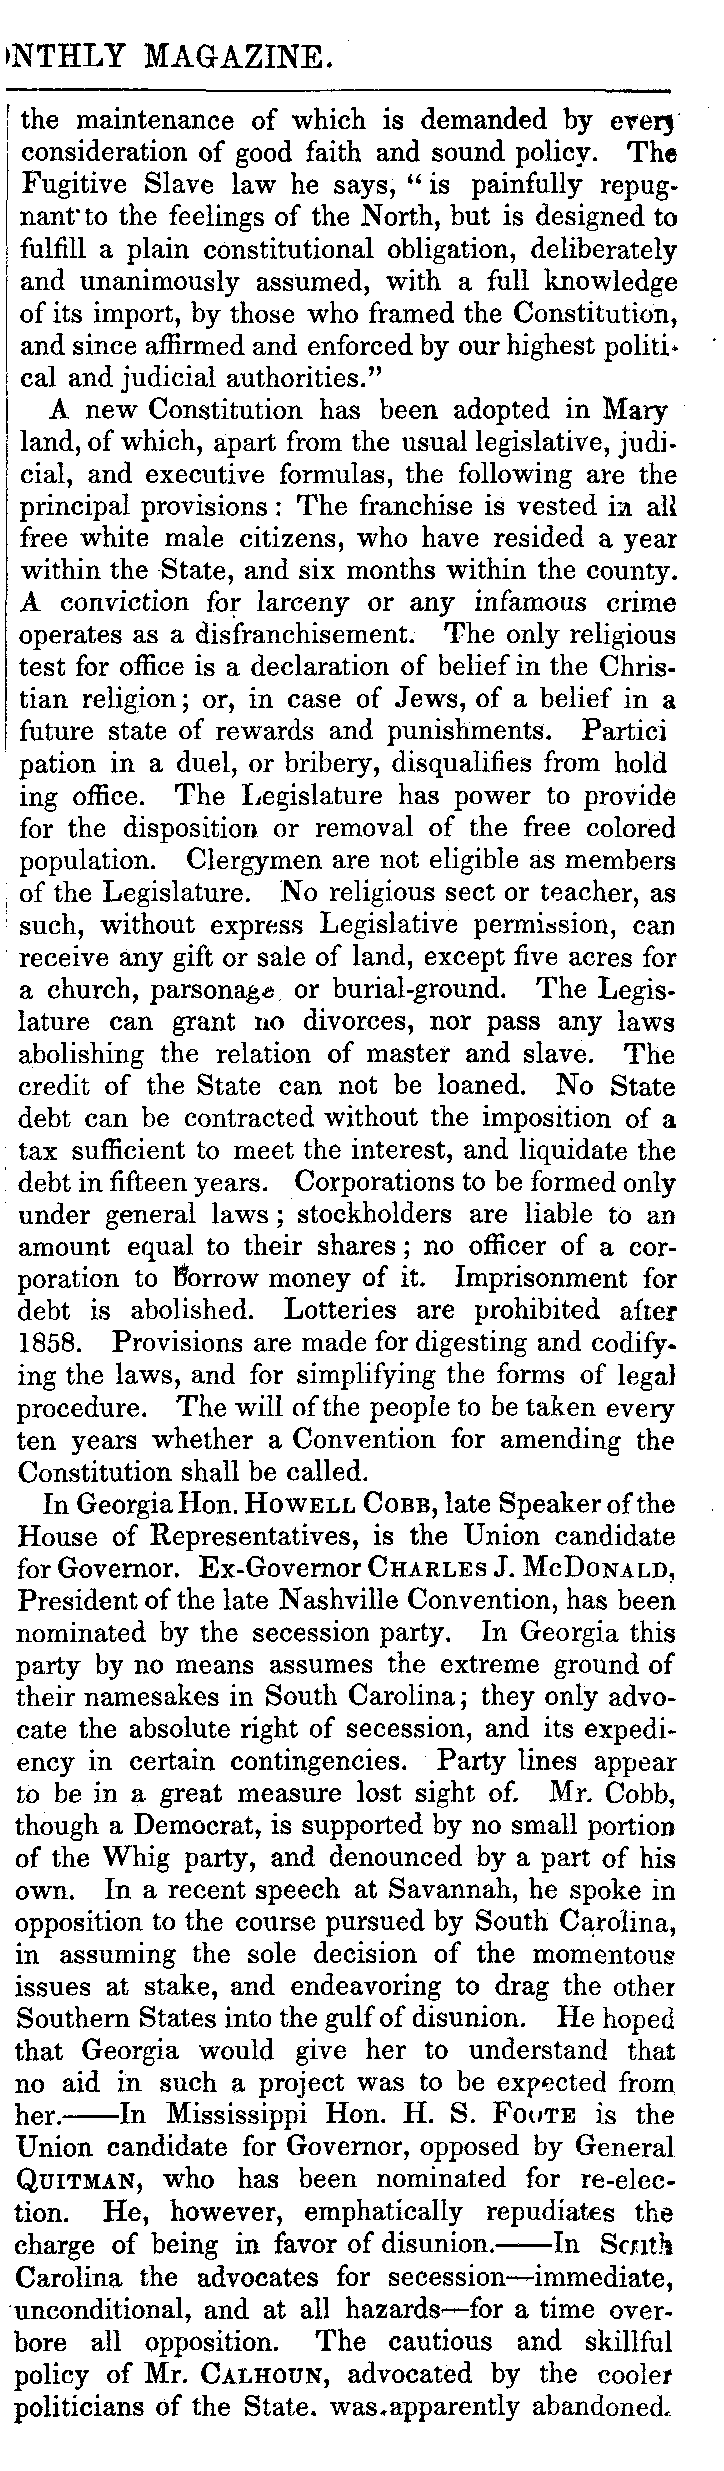 ONTHLY MAGAZINE.
the maintenance of which is demanded by every
consideration of good faith and sound policy. The
Fugitive Slave law he says, “is painfully repug-
nant to the feelings of the North, but is designed to
fulfill a plain constitutional obligation, deliberately
and unanimously assumed, with a full knowledge
of its import, by those who framed the Constitution,
and since affirmed and enforced by our highest politi-
cal and judicial authorities.”
A new Constitution has been adopted in Mary
land, of which, apart from the usual legislative, judi-
cial, and executive formulas, the following are the
principal provisions: The franchise is vested in all
free white male citizens, who have resided a year
within the State, and six months within the county.
A conviction for larceny or any infamous crime
operates as a disfranchisement. The only religious
test for office is a declaration of belief in the Chris-
tian religion; or, in case of Jews, of a belief in a
future state of rewards and punishments. Partici
pation in a duel, or bribery, disqualifies from hold
ing office. The Legislature has power to provide
for the disposition or removal of the free colored
population. Clergymen are not eligible as members
of the Legislature. No religious sect or teacher, as
such, without express Legislative permission, can
receive any gift or sale of land, except five acres for
a church, parsonage, or burial-ground. The Legis-
lature can grant no divorces, nor pass any laws
abolishing the relation of master and slave. The
credit of the State can not be loaned. No State
debt can be contracted without the imposition of a
tax sufficient to meet the interest, and liquidate the
debt in fifteen years. Corporations to be formed only
under general laws; stockholders are liable to an
amount equal to their shares; no officer of a cor-
poration to borrow money of it. Imprisonment for
debt is abolished. Lotteries are prohibited after
1858. Provisions are made for digesting and codify-
ing the laws, and for simplifying the forms of legal
procedure. The will of the people to be taken every
ten years whether a Convention for amending the
Constitution shall be called.
In Georgia Hon. HOWELL COBB, late Speaker of the
House of Representatives, is the Union candidate
for Governor. Ex-Governor CHARLES J. MCDONALD,
President of the late Nashville Convention, has been
nominated by the secession party. In Georgia this
party by no means assumes the extreme ground of
their namesakes in South Carolina; they only advo-
cate the absolute right of secession, and its expedi-
ency in certain contingencies. Party lines appear
to be in a great measure lost sight of. Mr. Cobb,
though a Democrat, is supported by no small portion
of the Whig party, and denounced by a part of his
own. In a recent speech at Savannah, he spoke in
opposition to the course pursued by South Carolina,
in assuming the sole decision of the momentous
issues at stake, and endeavoring to drag the other
Southern States into the gulf of disunion. He hoped
that Georgia would give her to understand that
no aid in such a project was to be expected from
her.——In Mississippi Hon. H. S. FOOTE is the
Union candidate for Governor, opposed by General
QUITMAN, who has been nominated for re-elec-
tion. He, however, emphatically repudiates the
charge of being in favor of disunion.——In South
Carolina the advocates for secession—immediate,
unconditional, and at all hazards—for a time over-
bore all opposition. The cautious and skillful
policy of Mr. CALHOUN, advocated by the cooler
politicians of the State, was apparently abandoned.